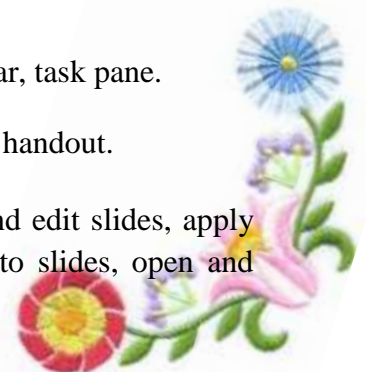 ar, task pane.
handout.
nd edit slides, apply
to slides, open and